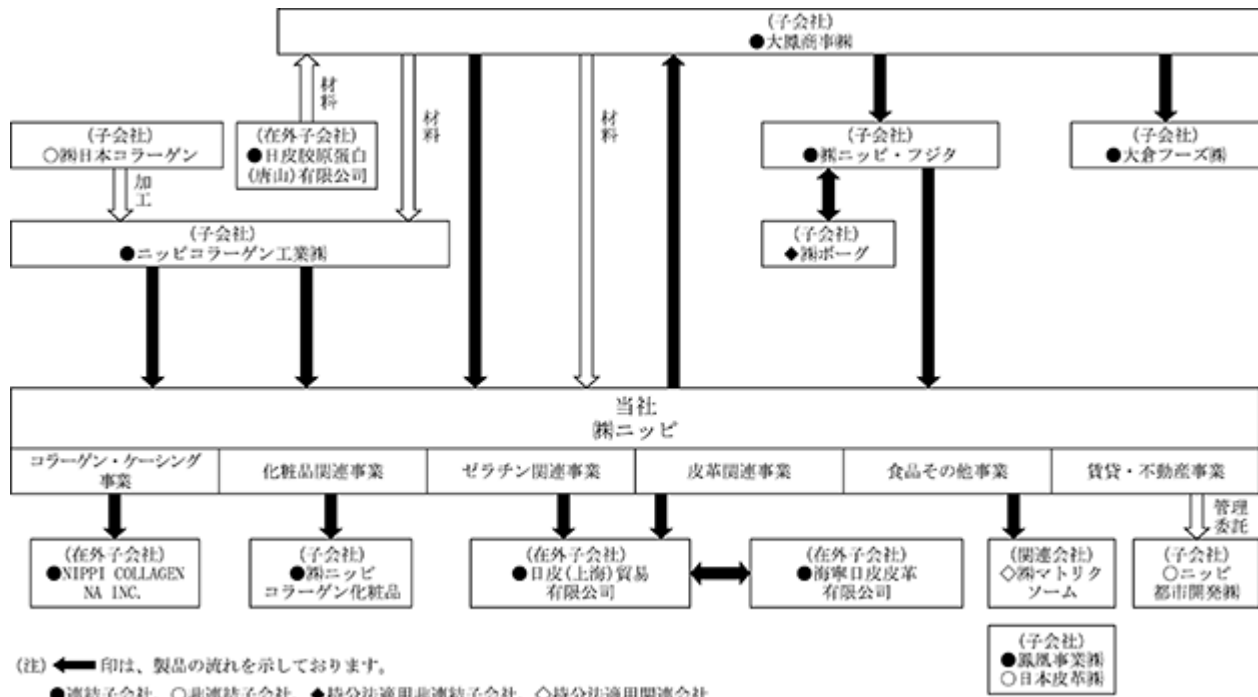 (子会社)
●大鳳商事㈱
材料
材料
材料
(子会社)
○㈱日本コラーゲン
(在外子会社)
●日皮胶原蛋白
(唐山)有限公司
(子会社)
●㈱ニッピ・フジタ
(子会社)
●大倉フーズ㈱
加工
(子会社)
●ニッピコラーゲン工業㈱
(子会社)
◆㈱ボーグ
当社
㈱ニッピ
コラーゲン・ケーシング
事業
化粧品関連事業
ゼラチン関連事業
皮革関連事業
食品その他事業
賃貸・不動産事業
管理
委託
(在外子会社)
●NIPPI COLLAGEN
NA INC.
(子会社)
●㈱ニッピ
コラーゲン化粧品
(在外子会社)
●日皮(上海)貿易
有限公司
(在外子会社)
●海寧日皮皮革
有限公司
(関連会社)
◇㈱マトリク
ソーム
(子会社)
○ニッピ
都市開発㈱
(子会社)
●鳳凰事業㈱
○日本皮革㈱
(注) 印は、製品の流れを示しております。
●連結子会社 ○非連結子会社 ◆持分法適用非連結子会社 ◇持分法適用関連会社